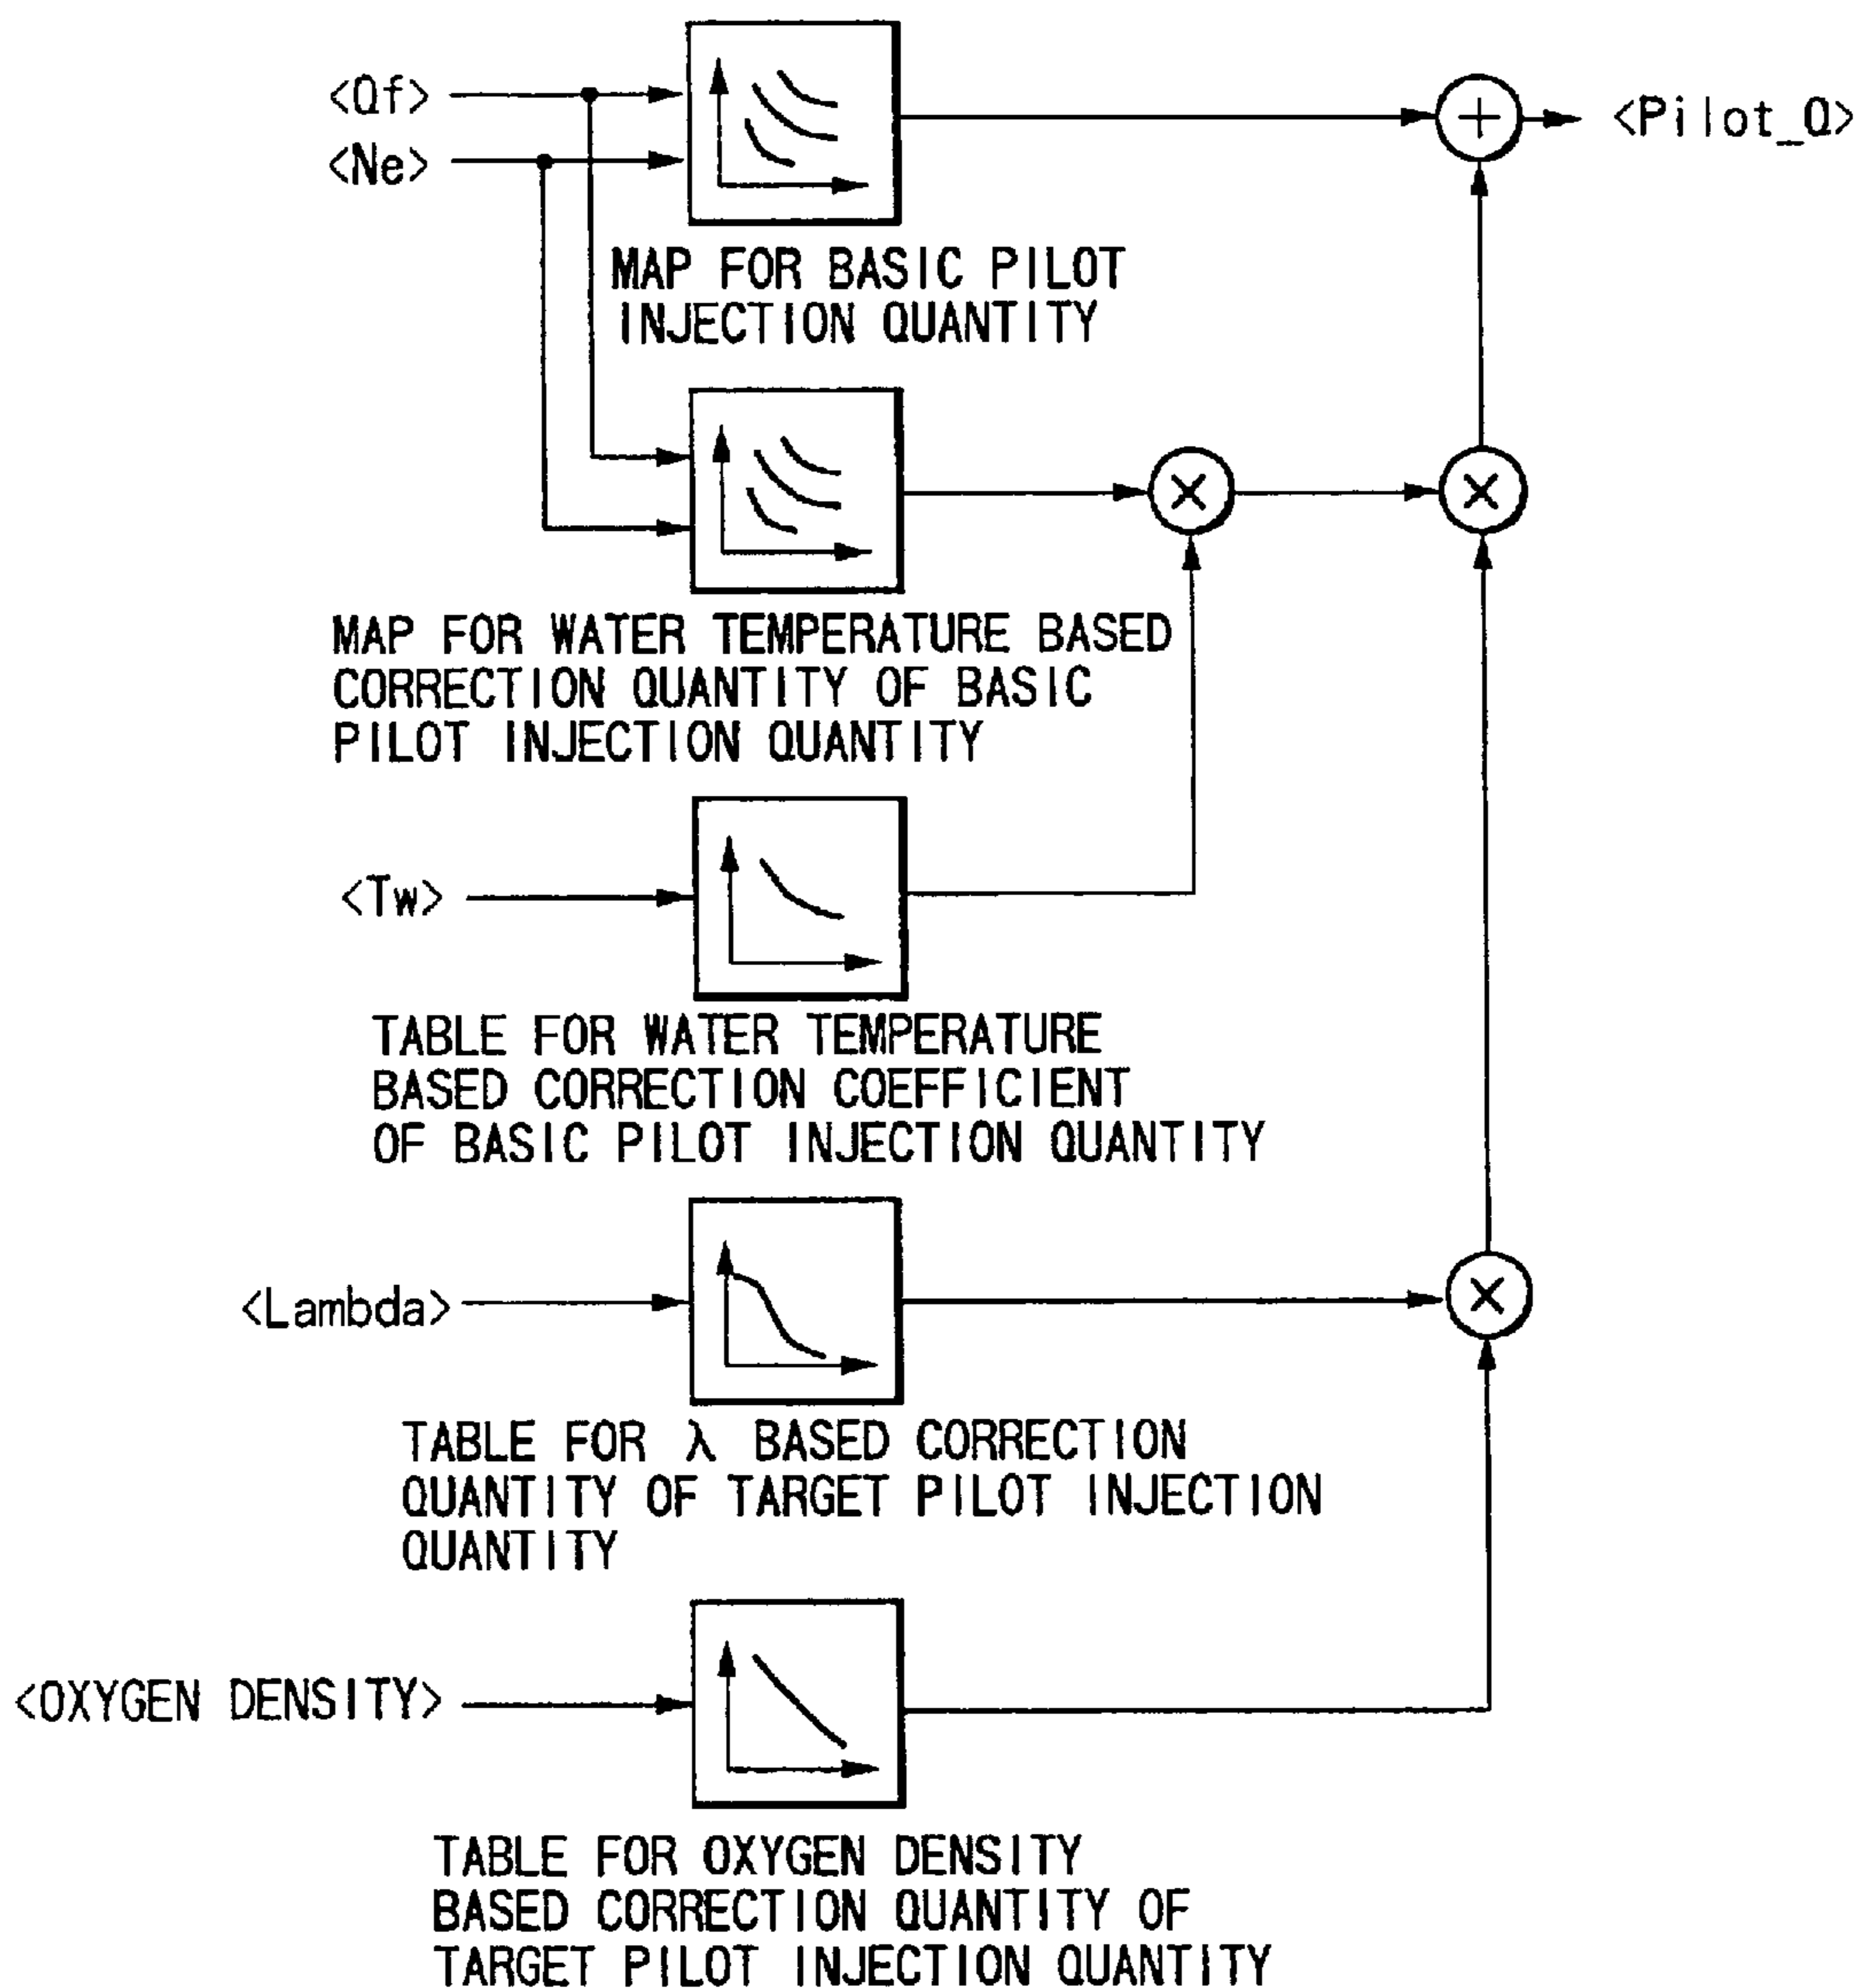 <Qf>
<Ne>
<Pilot_Q>
+
MAP FOR BASIC PILOT
INJECTION QUANTITY
×
×
MAP FOR WATER TEMPERATURE BASED
CORRECTION QUANTITY OF BASIC
PILOT INJECTION QUANTITY
<Tw>
TABLE FOR WATER TEMPERATURE
BASED CORRECTION COEFFICIENT
OF BASIC PILOT INJECTION QUANTITY
<Lambda>
×
TABLE FOR λ BASED CORRECTION
QUANTITY OF TARGET PILOT INJECTION
QUANTITY
<OXYGEN DENSITY>
TABLE FOR OXYGEN DENSITY
BASED CORRECTION QUANTITY OF
TARGET PILOT INJECTION QUANTITY